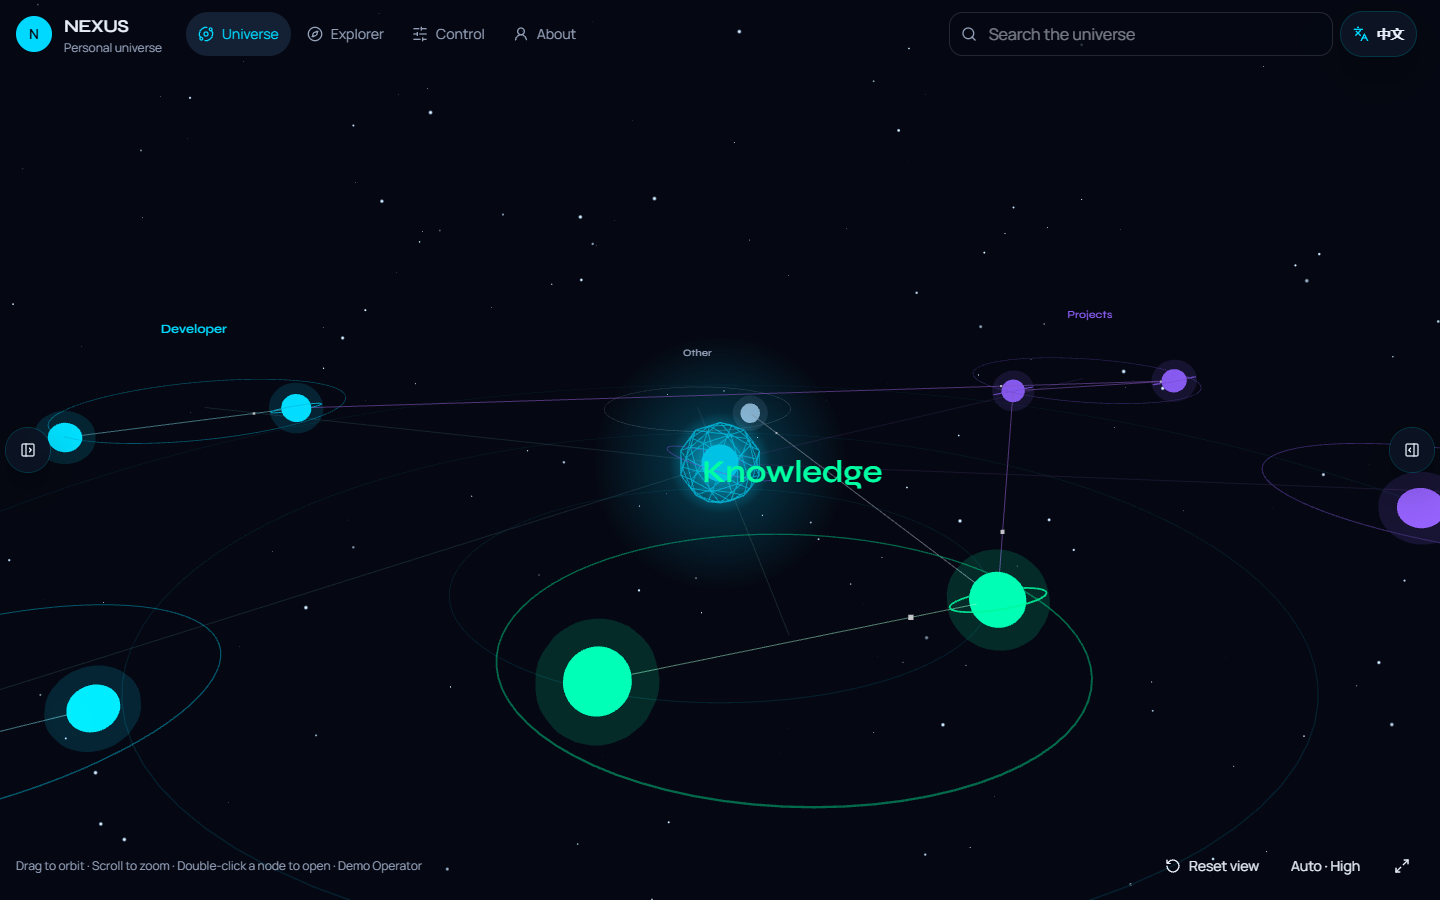 N
NEXUS
Personal universe
Universe
Explorer
Control
About
Search the universe
中文
Projects
Developer
Other
Knowledge
Drag to orbit · Scroll to zoom · Double-click a node to open · Demo Operator
Reset view
Auto · High